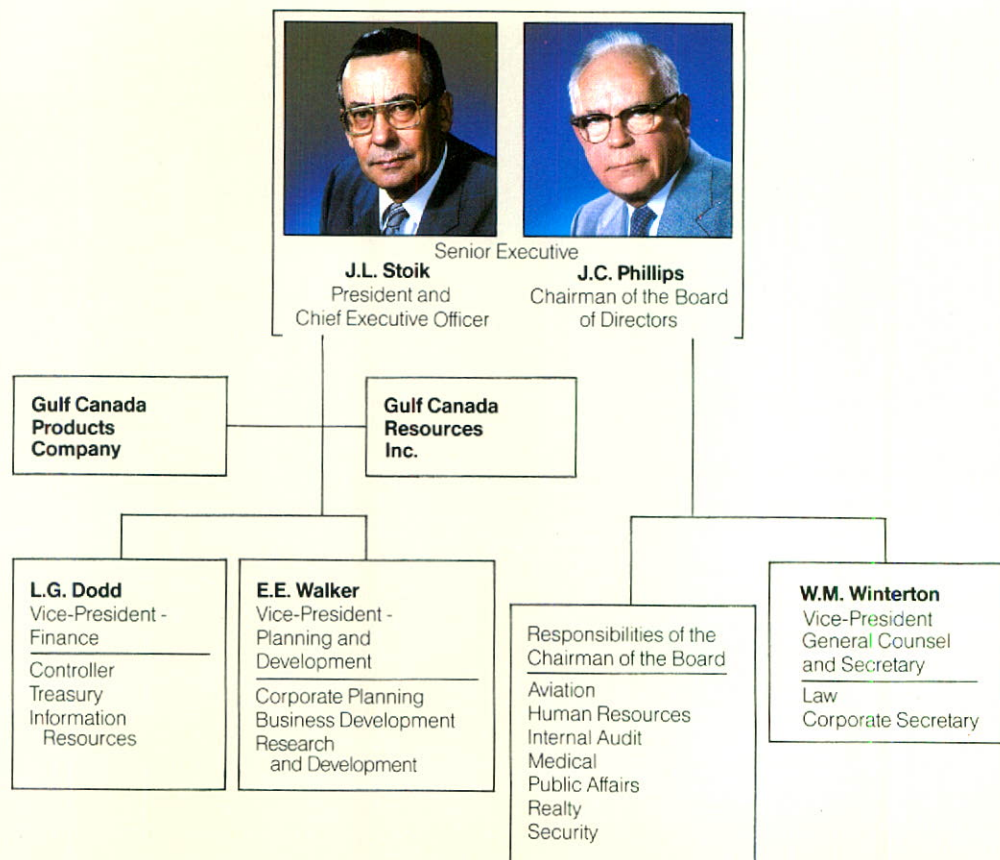 Senior Executive
J.L. Stoik
President and
Chief Executive Officer
J.C. Phillips
Chairman of the Board
of Directors
Gulf Canada
Products
Company
Gulf Canada
Resources
Inc.
L.G. Dodd
Vice-President -
Finance
Controller
Treasury
Information
Resources
E.E. Walker
Vice-President -
Planning and
Development
Corporate Planning
Business Development
Research
and Development
Responsibilities of the
Chairman of the Board
Aviation
Human Resources
Internal Audit
Medical
Public Affairs
Realty
Security
W.M. Winterton
Vice-President
General Counsel
and Secretary
Law
Corporate Secretary